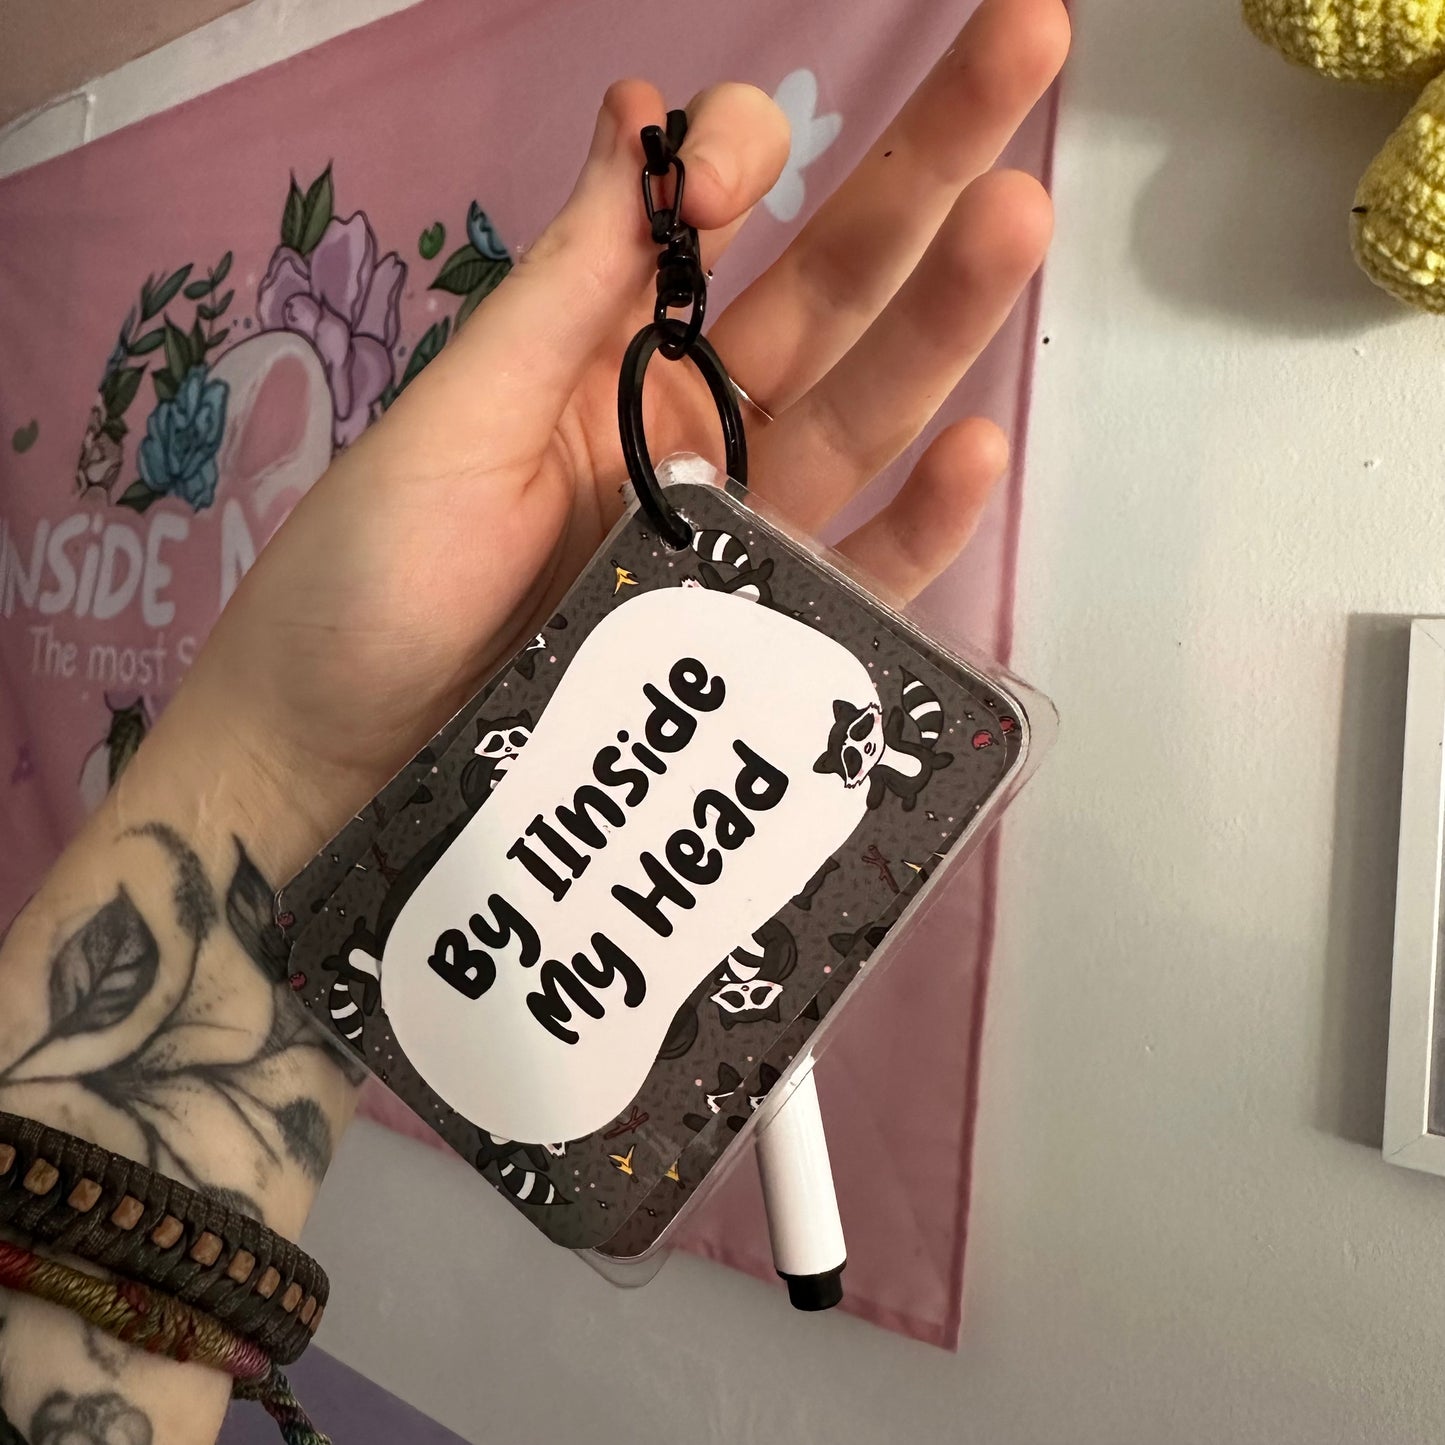 INSiDE
The most
By IInside
My Head